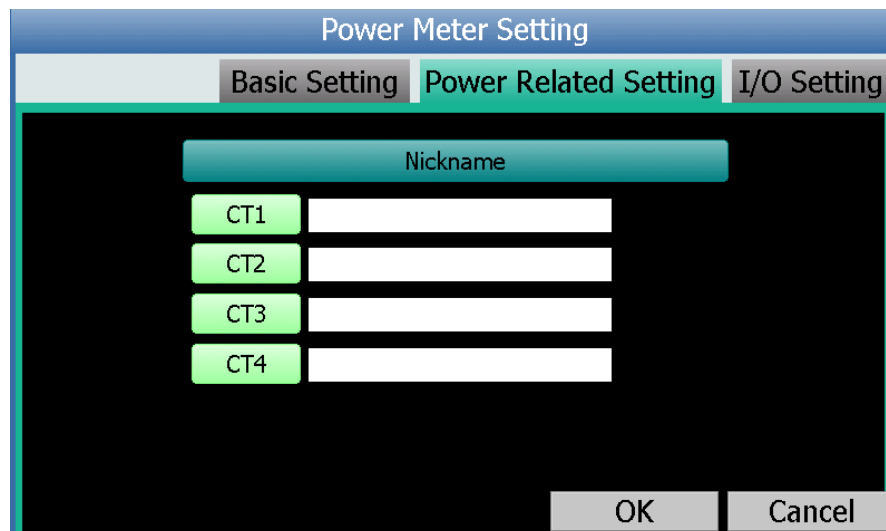 Power Meter Setting
Basic Setting Power Related Setting I/O Setting
Nickname
CT1
CT2
CT3
CT4
OK Cancel